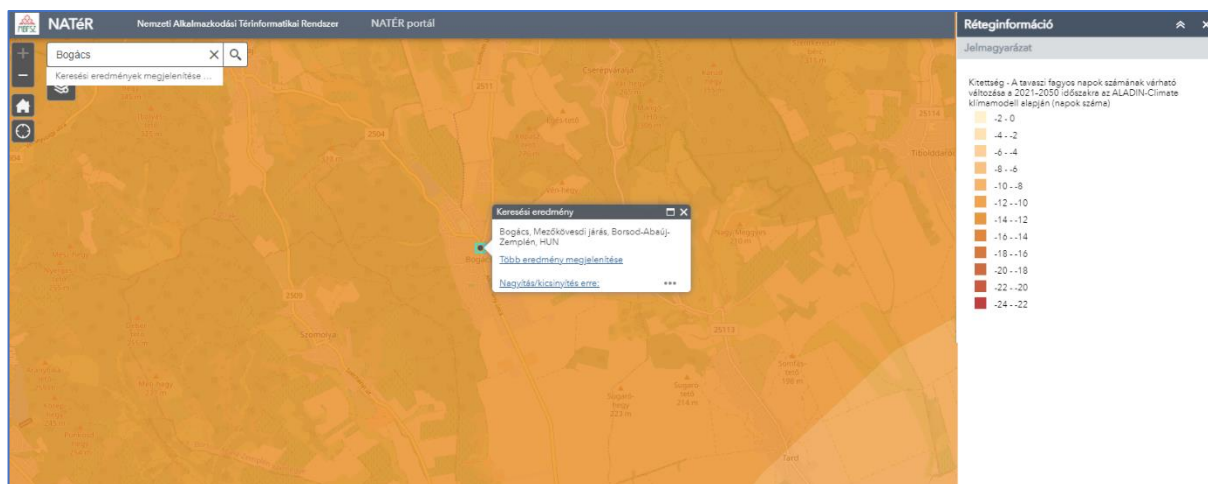 NATéR
Nemzeti Alkalmazkodási Térinformatikai Rendszer
NATÉR portál
Bogács
Keresési eredmények megjelenítése ...
2511
2504
25114
2509
25113
Szomolya
Tard
Cserépváralja
Keresési eredmény
Bogács, Mezőkövesdi járás, Borsod-Abaúj-
Zemplén, HUN
Több eredmény megjelenítése
Nagyítás/kicsinyítés erre:
Réteginformáció
Jelmagyarázat
Kitettség - A tavaszi fagyos napok számának várható
változása a 2021-2050 időszakra az ALADIN-Climate
klímamodell alapján (napok száma)
-2 - 0
-4 - -2
-6 - -4
-8 - -6
-10 - -8
-12 - -10
-14 - -12
-16 - -14
-18 - -16
-20 - -18
-22 - -20
-24 - -22